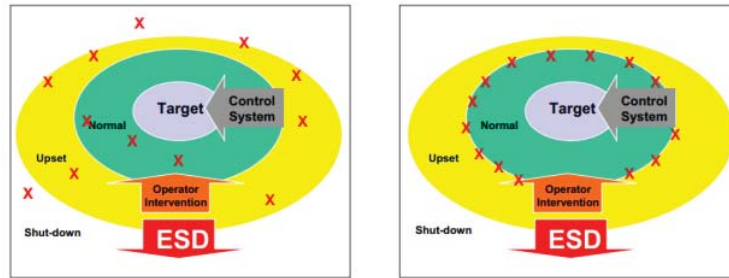 Target
Control
System
Normal
Upset
Operator
Intervention
Shut-down
ESD
Target
Control
System
Normal
Upset
Operator
Intervention
Shut-down
ESD